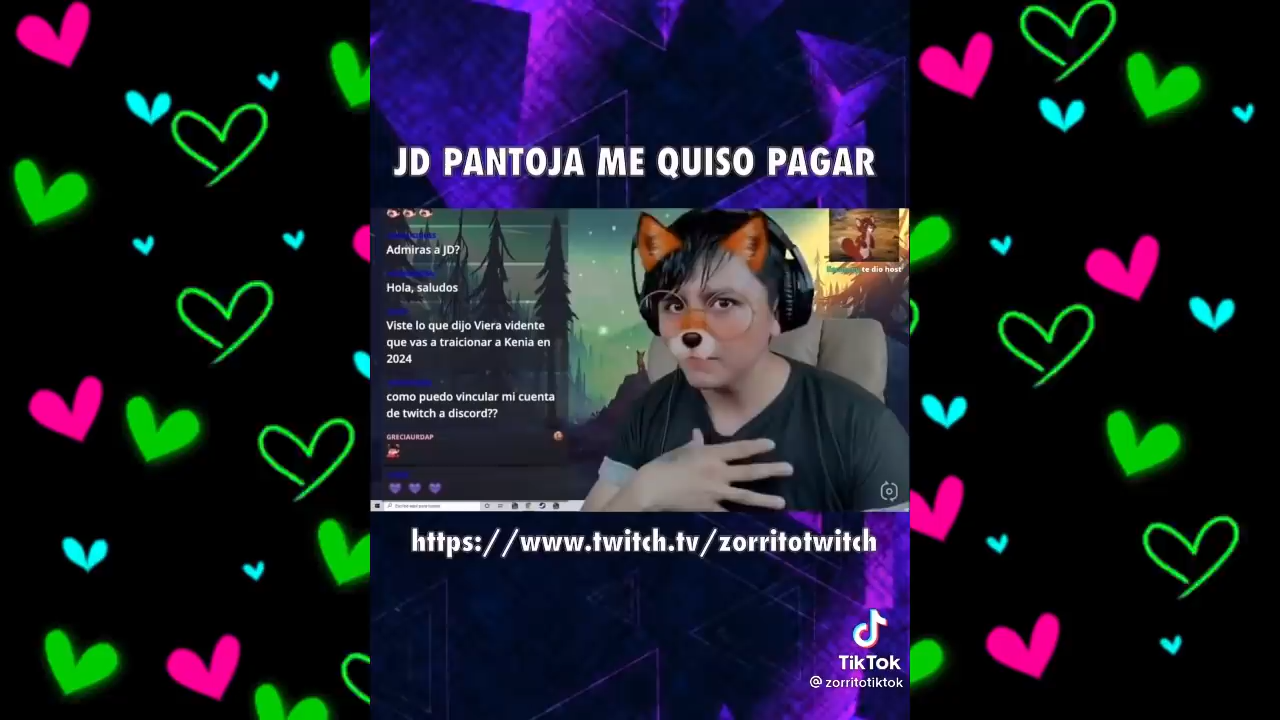 JD PANTOJA ME QUISO PAGAR
Admiras a JD?
Hola, saludos
Viste lo que dijo Viera vidente
que vas a traicionar a Kenia en
2024
como puedo vincular mi cuenta
de twitch a discord??
GRECIAURDAP
te dio host
https://www.twitch.tv/zorritotwitch
TikTok
@ zorritotiktok